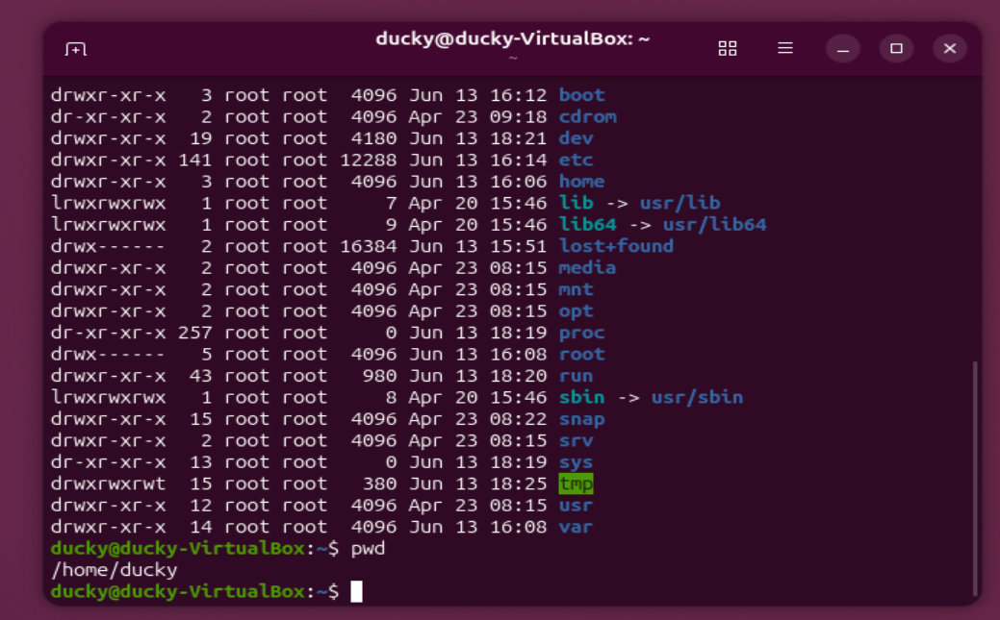 ducky@ducky-VirtualBox: ~
~
drwxr-xr-x   3 root root  4096 Jun 13 16:12 boot
dr-xr-xr-x   2 root root  4096 Apr 23 09:18 cdrom
drwxr-xr-x  19 root root  4180 Jun 13 18:21 dev
drwxr-xr-x 141 root root 12288 Jun 13 16:14 etc
drwxr-xr-x   3 root root  4096 Jun 13 16:06 home
lrwxrwxrwx   1 root root     7 Apr 20 15:46 lib -> usr/lib
lrwxrwxrwx   1 root root     9 Apr 20 15:46 lib64 -> usr/lib64
drwx------   2 root root 16384 Jun 13 15:51 lost+found
drwxr-xr-x   2 root root  4096 Apr 23 08:15 media
drwxr-xr-x   2 root root  4096 Apr 23 08:15 mnt
drwxr-xr-x   2 root root  4096 Apr 23 08:15 opt
dr-xr-xr-x 257 root root     0 Jun 13 18:19 proc
drwx------   5 root root  4096 Jun 13 16:08 root
drwxr-xr-x  43 root root   980 Jun 13 18:20 run
lrwxrwxrwx   1 root root     8 Apr 20 15:46 sbin -> usr/sbin
drwxr-xr-x  15 root root  4096 Apr 23 08:22 snap
drwxr-xr-x   2 root root  4096 Apr 23 08:15 srv
dr-xr-xr-x  13 root root     0 Jun 13 18:19 sys
drwxrwxrwt  15 root root   380 Jun 13 18:25 tmp
drwxr-xr-x  12 root root  4096 Apr 23 08:15 usr
drwxr-xr-x  14 root root  4096 Jun 13 16:08 var
ducky@ducky-VirtualBox:~$ pwd
/home/ducky
ducky@ducky-VirtualBox:~$